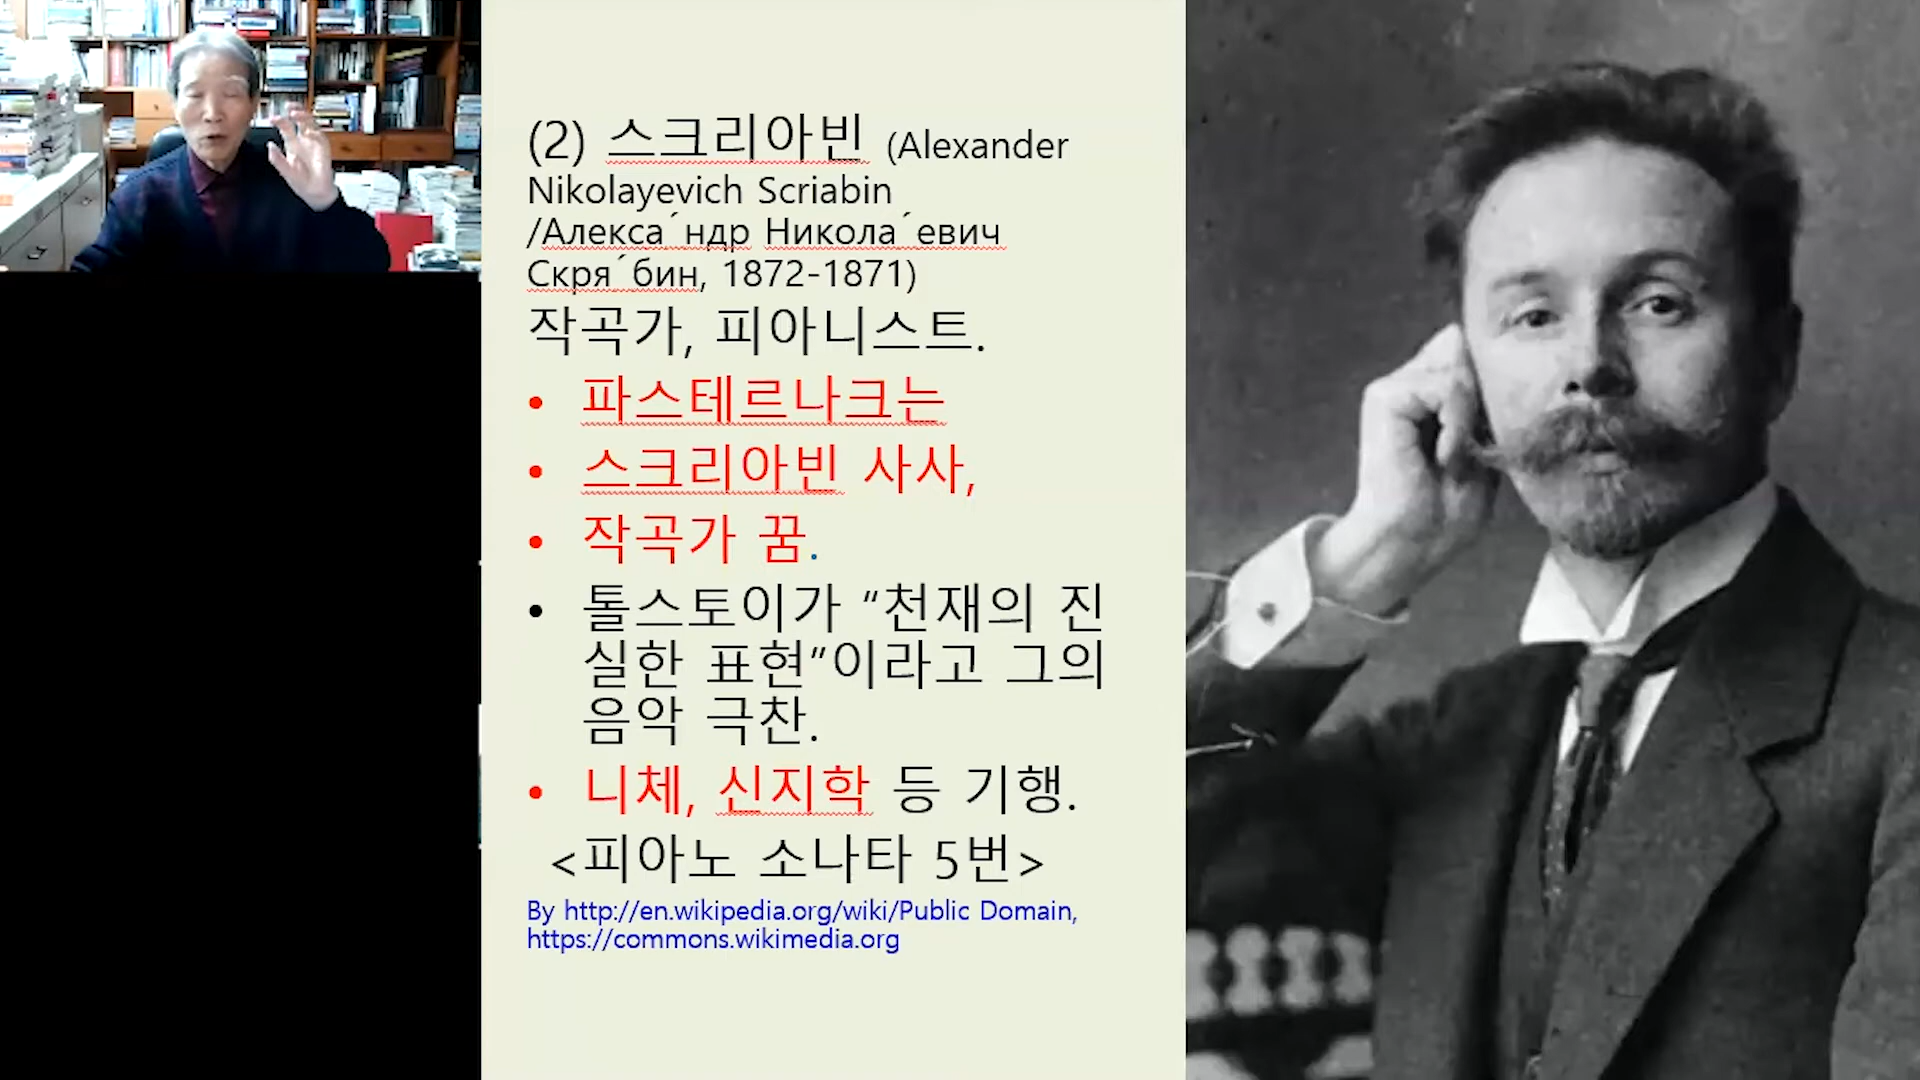 (2) 스크리아빈 (Alexander
Nikolayevich Scriabin
/Алекса́ндр Никола́евич
Скря́бин, 1872-1871)
작곡가, 피아니스트.
• 파스테르나크는
• 스크리아빈 사사,
• 작곡가 꿈.
• 톨스토이가 “천재의 진
실한 표현”이라고 그의
음악 극찬.
• 니체, 신지학 등 기행.
<피아노 소나타 5번>
By http://en.wikipedia.org/wiki/Public Domain,
https://commons.wikimedia.org